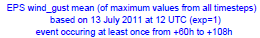 EPS wind_gust mean (of maximum values from all timesteps)
based on 13 July 2011 at 12 UTC (exp=1)
event occuring at least once from +60h to +108h